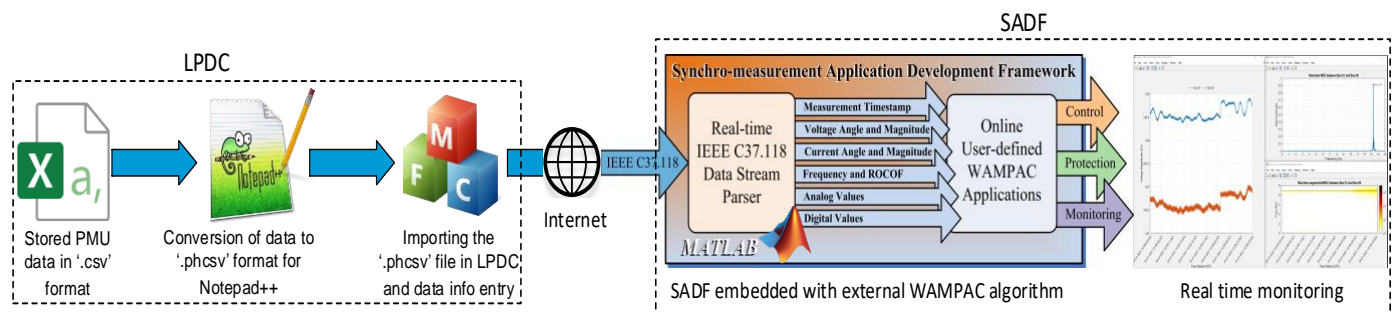 LPDC
SADF
X
a,
Notepad++
M
F
C
Stored PMU
data in '.csv'
format
Conversion of data to
'.phcsv' format for
Notepad++
Importing the
'.phcsv' file in LPDC
and data info entry
Internet
IEEE C37.118
Synchro-measurement Application Development Framework
Real-time
IEEE C37.118
Data Stream
Parser
MATLAB
Measurement Timestamp
Voltage Angle and Magnitude
Current Angle and Magnitude
Frequency and ROCOF
Analog Values
Digital Values
Online
User-defined
WAMPAC
Applications
Control
Protection
Monitoring
SADF embedded with external WAMPAC algorithm
Real time monitoring